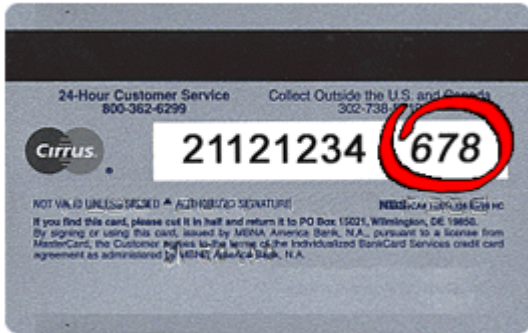 24-Hour Customer Service
800-362-6299
Collect Outside the U.S. and Canada
302-738-
Cirrus
21121234 678
NOT VALID UNLESS SIGNED AUTHORIZED SIGNATURE
If you find this card, please cut it in half and return it to PO Box 15021, Wilmington, DE 19850.
By signing or using this card, issued by MBNA America Bank, N.A., pursuant to a license from
MasterCard, the Customer agrees to the terms of the Individualized BankCard Services credit card
agreement as administered by MBNA America Bank, N.A.